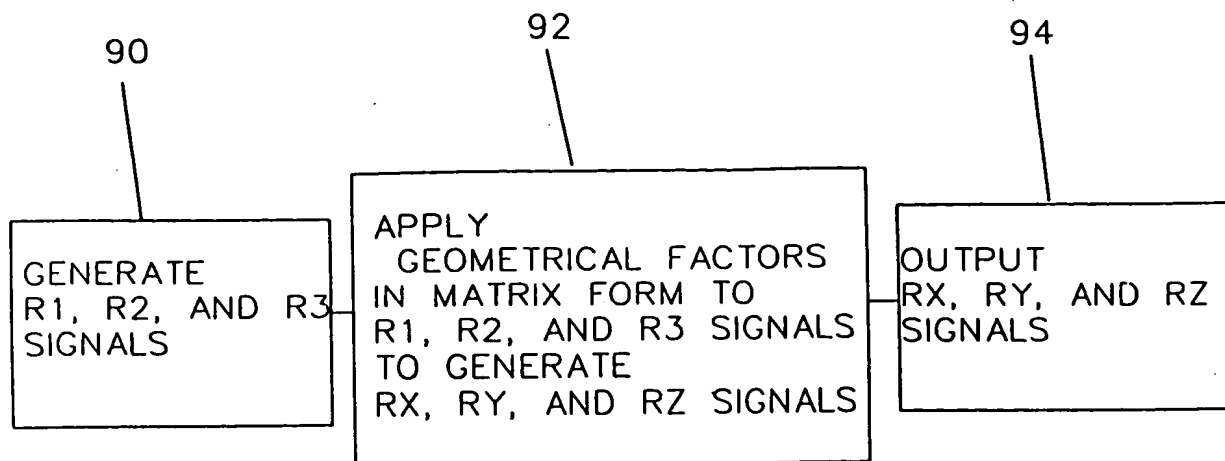 90
92
94
GENERATE
R1, R2, AND R3
SIGNALS
APPLY
GEOMETRICAL FACTORS
IN MATRIX FORM TO
R1, R2, AND R3 SIGNALS
TO GENERATE
RX, RY, AND RZ SIGNALS
OUTPUT
RX, RY, AND RZ
SIGNALS